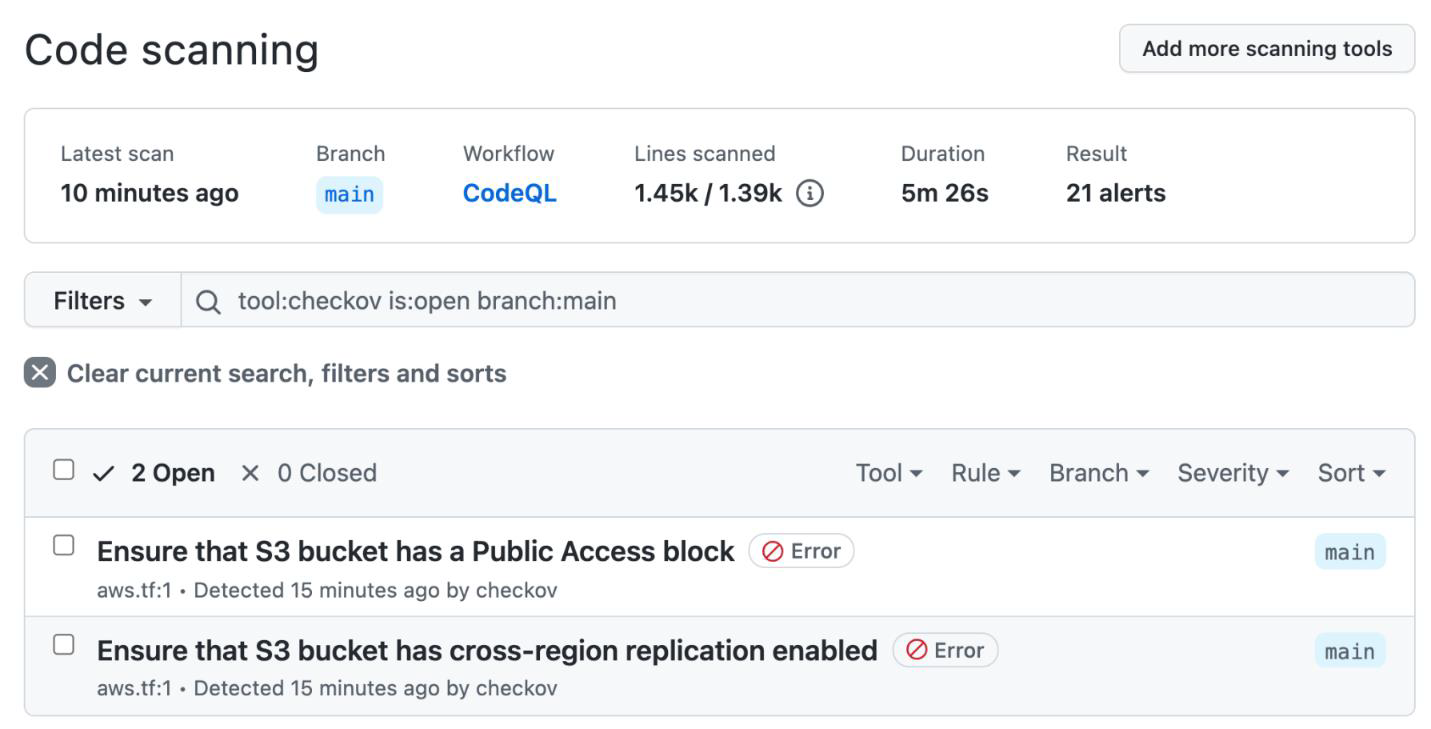 Code scanning
Add more scanning tools
Latest scan Branch Workflow Lines scanned Duration Result
10 minutes ago main CodeQL 1.45k / 1.39k 5m 26s 21 alerts
Filters tool:checkov is:open branch:main
Clear current search, filters and sorts
2 Open 0 Closed Tool Rule Branch Severity Sort
Ensure that S3 bucket has a Public Access block Error main
aws.tf:1 • Detected 15 minutes ago by checkov
Ensure that S3 bucket has cross-region replication enabled Error main
aws.tf:1 • Detected 15 minutes ago by checkov